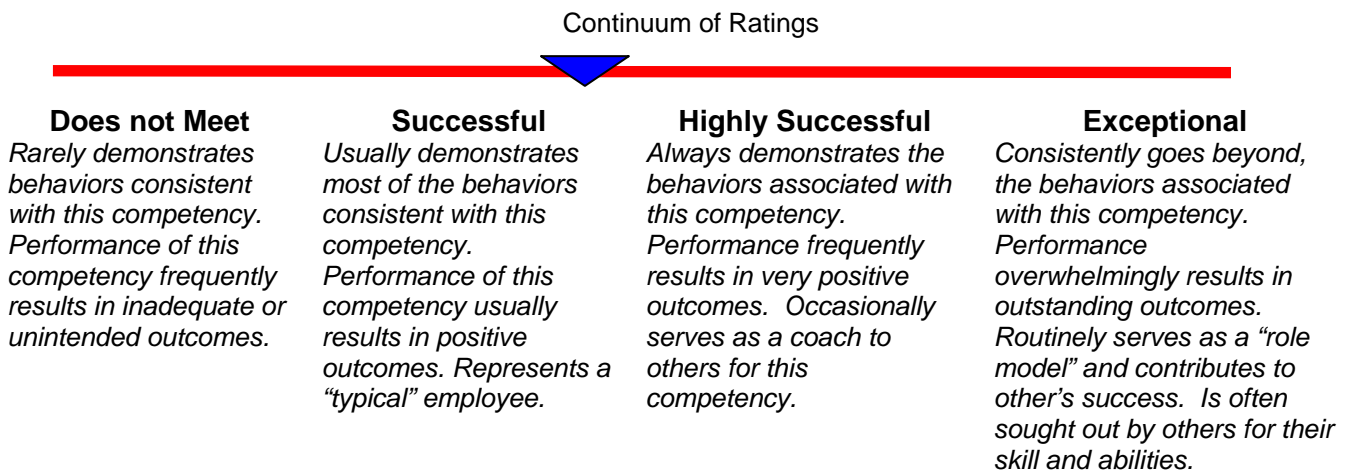 Continuum of Ratings
Does not Meet
Rarely demonstrates
behaviors consistent
with this competency.
Performance of this
competency frequently
results in inadequate or
unintended outcomes.
Successful
Usually demonstrates
most of the behaviors
consistent with this
competency.
Performance of this
competency usually
results in positive
outcomes. Represents a
“typical” employee.
Highly Successful
Always demonstrates the
behaviors associated with
this competency.
Performance frequently
results in very positive
outcomes.  Occasionally
serves as a coach to
others for this
competency.
Exceptional
Consistently goes beyond,
the behaviors associated
with this competency.
Performance
overwhelmingly results in
outstanding outcomes.
Routinely serves as a “role
model” and contributes to
other’s success.  Is often
sought out by others for their
skill and abilities.